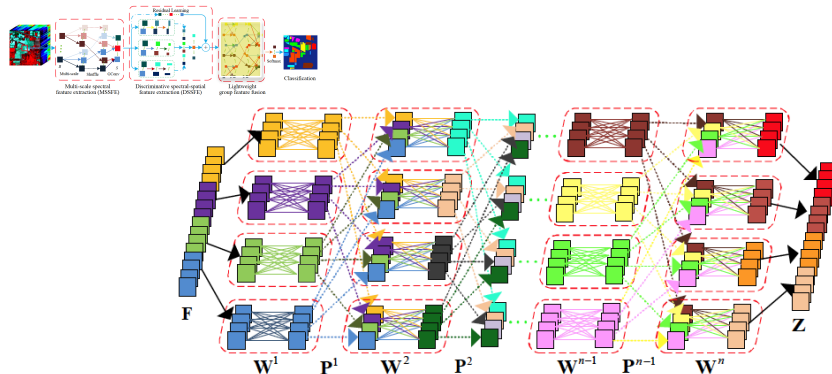 Residual Learning
Multi-scale
Shuffle
GConv
Softmax
Multi-scale spectral
feature extraction (MSSFE)
Discriminative spectral-spatial
feature extraction (DSSFE)
Lightweight
group feature fusion
Classification
F
Z
W¹ P¹ W² P² Wⁿ⁻¹ Pⁿ⁻¹ Wⁿ